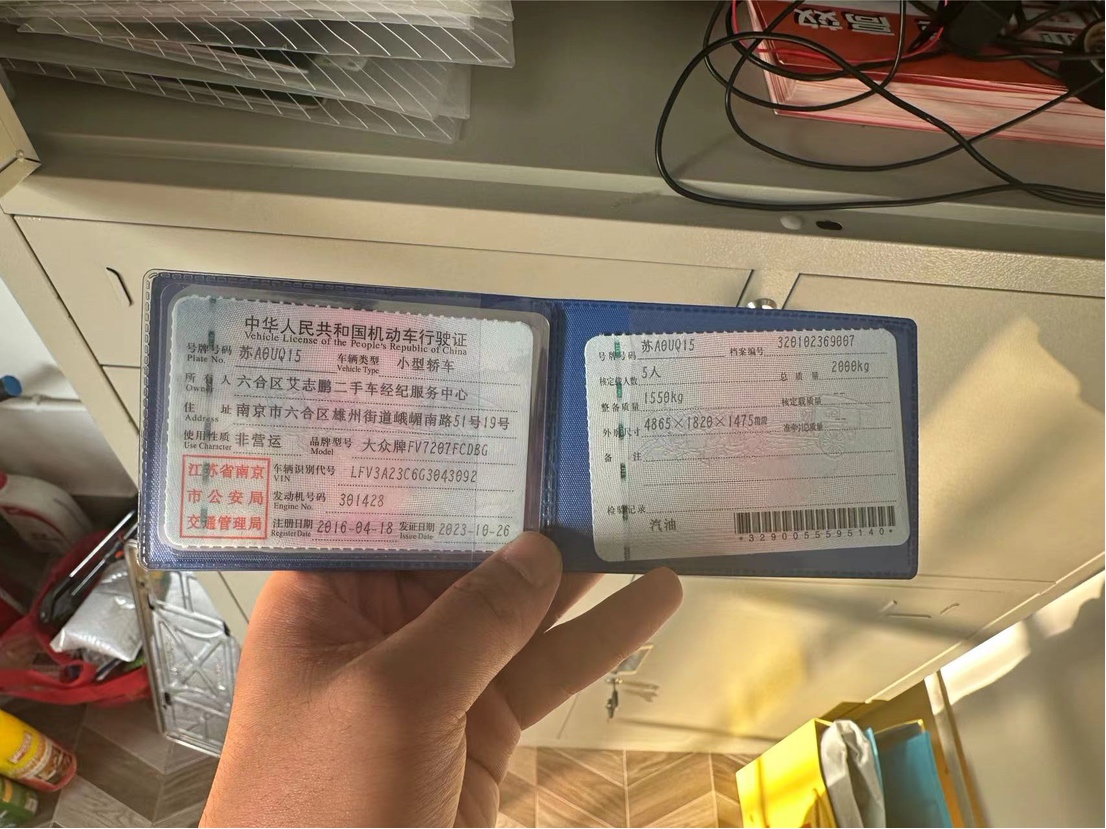 中华人民共和国机动车行驶证
Vehicle License of the People's Republic of China
号牌号码 苏A0UQ15 车辆类型 小型轿车
Plate No. Vehicle Type
所有人 六合区艾志鹏二手车经纪服务中心
Owner
住址 南京市六合区雄州街道峨嵋南路51号19号
Address
使用性质 非营运 品牌型号 大众牌FV7207FCDBG
Use Character Model
江苏省南京
市公安局
交通管理局
车辆识别代号 LFV3A23C6G3043092
VIN
发动机号码 301428
Engine No.
注册日期 2016-04-18 发证日期 2023-10-26
Register Date Issue Date
号牌号码 苏A0UQ15 档案编号 320102369007
核定载人数 5人 总质量 2000kg
整备质量 1550kg 核定载质量
外廓尺寸 4865×1820×1475mm 准牵引总质量
备注
检验记录
汽油
*3290055595140*